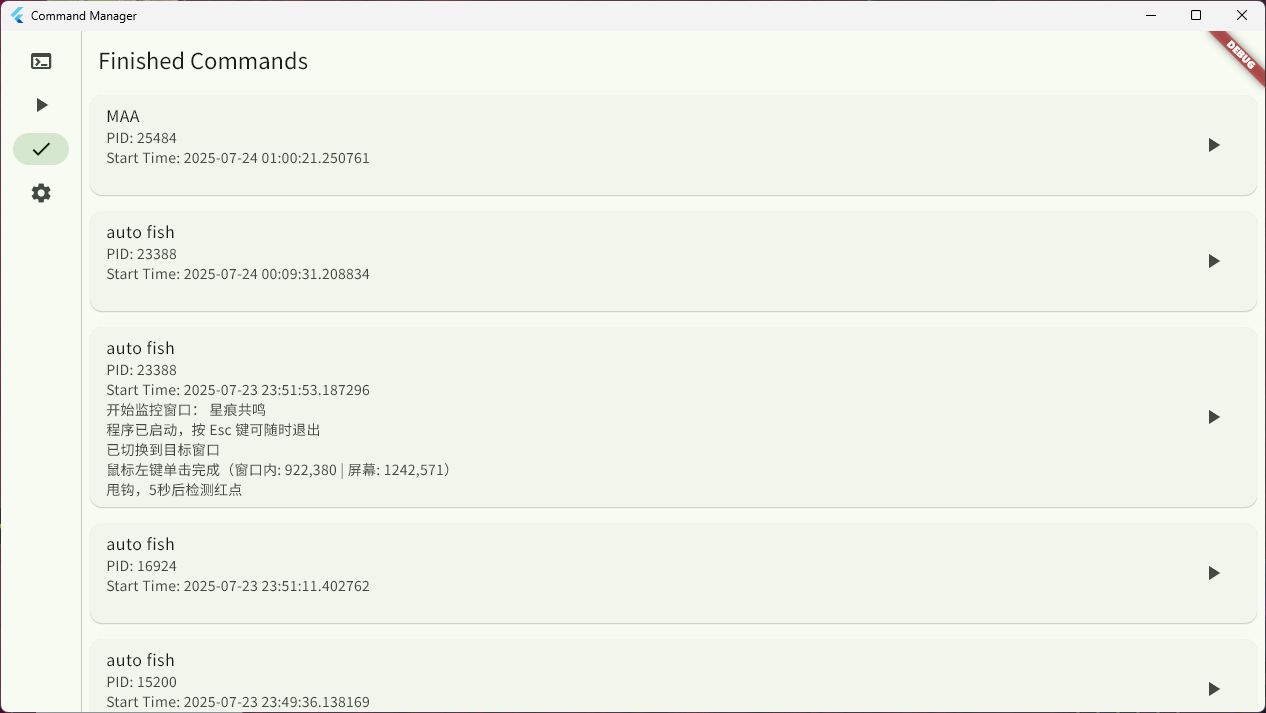 Command Manager
DEBUG
Finished Commands
MAA
PID: 25484
Start Time: 2025-07-24 01:00:21.250761
auto fish
PID: 23388
Start Time: 2025-07-24 00:09:31.208834
auto fish
PID: 23388
Start Time: 2025-07-23 23:51:53.187296
开始监控窗口： 星痕共鸣
程序已启动，按 Esc 键可随时退出
已切换到目标窗口
鼠标左键单击完成（窗口内: 922,380 | 屏幕: 1242,571）
甩钩，5秒后检测红点
auto fish
PID: 16924
Start Time: 2025-07-23 23:51:11.402762
auto fish
PID: 15200
Start Time: 2025-07-23 23:49:36.138169